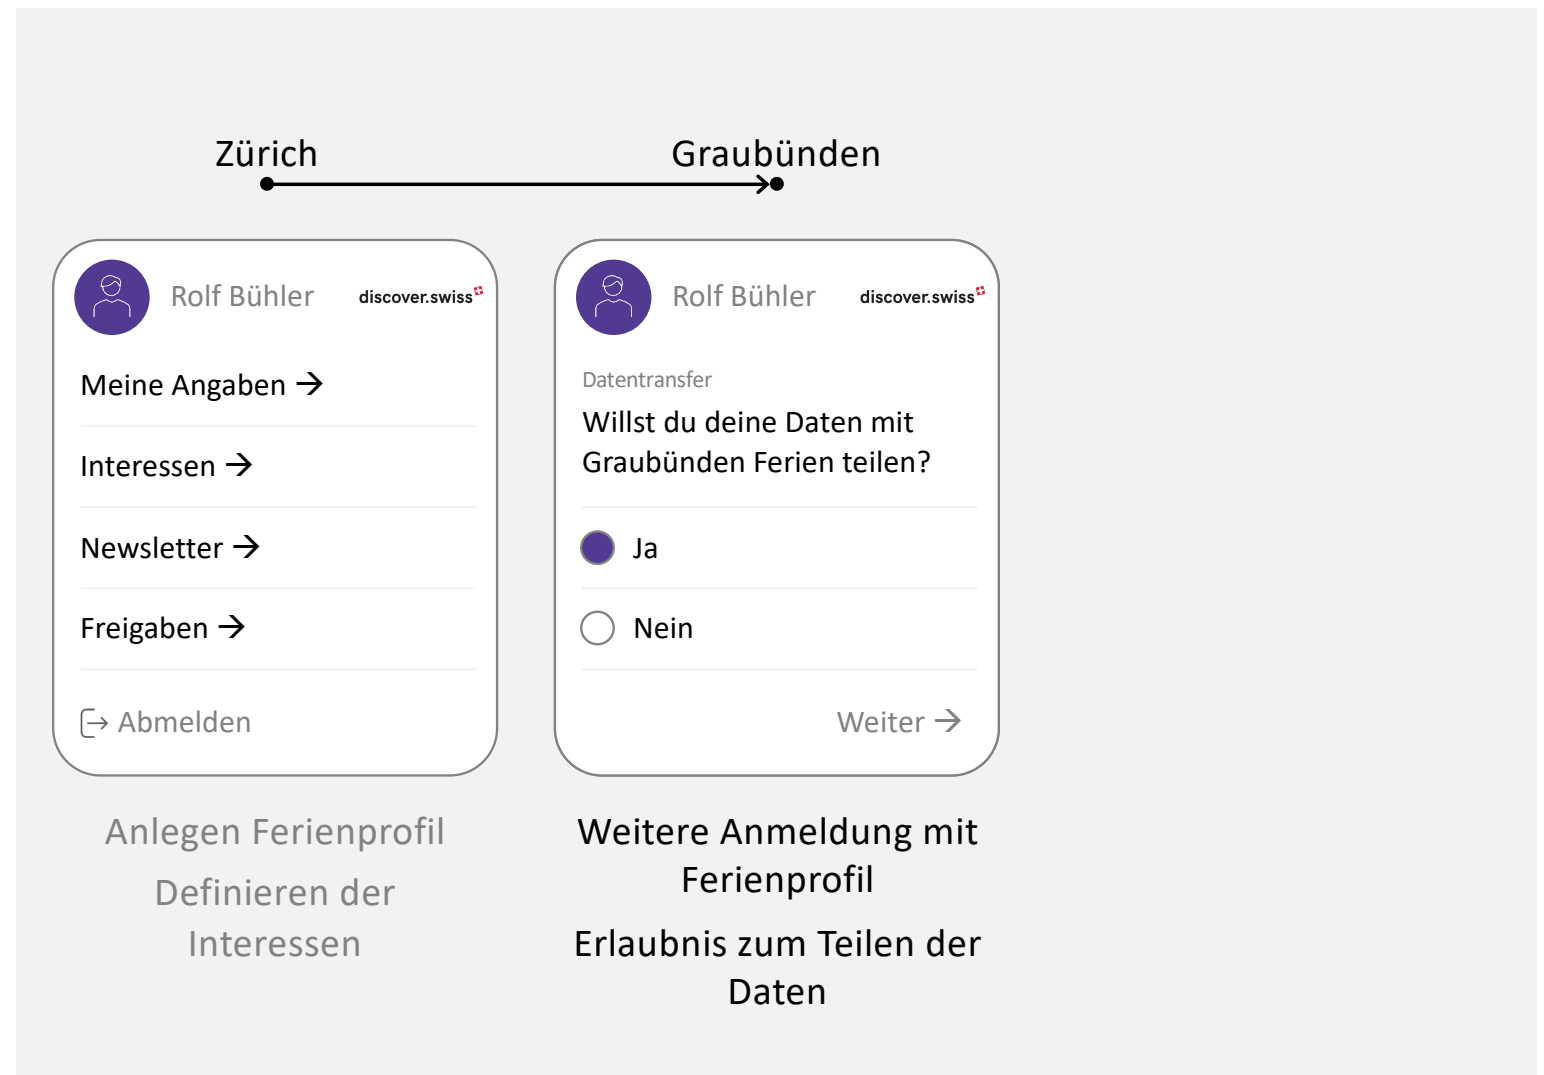 Zürich
Graubünden
Rolf Bühler
discover.swiss
Meine Angaben →
Interessen →
Newsletter →
Freigaben →
Abmelden
Anlegen Ferienprofil
Definieren der
Interessen
Rolf Bühler
discover.swiss
Datentransfer
Willst du deine Daten mit
Graubünden Ferien teilen?
Ja
Nein
Weiter →
Weitere Anmeldung mit
Ferienprofil
Erlaubnis zum Teilen der
Daten